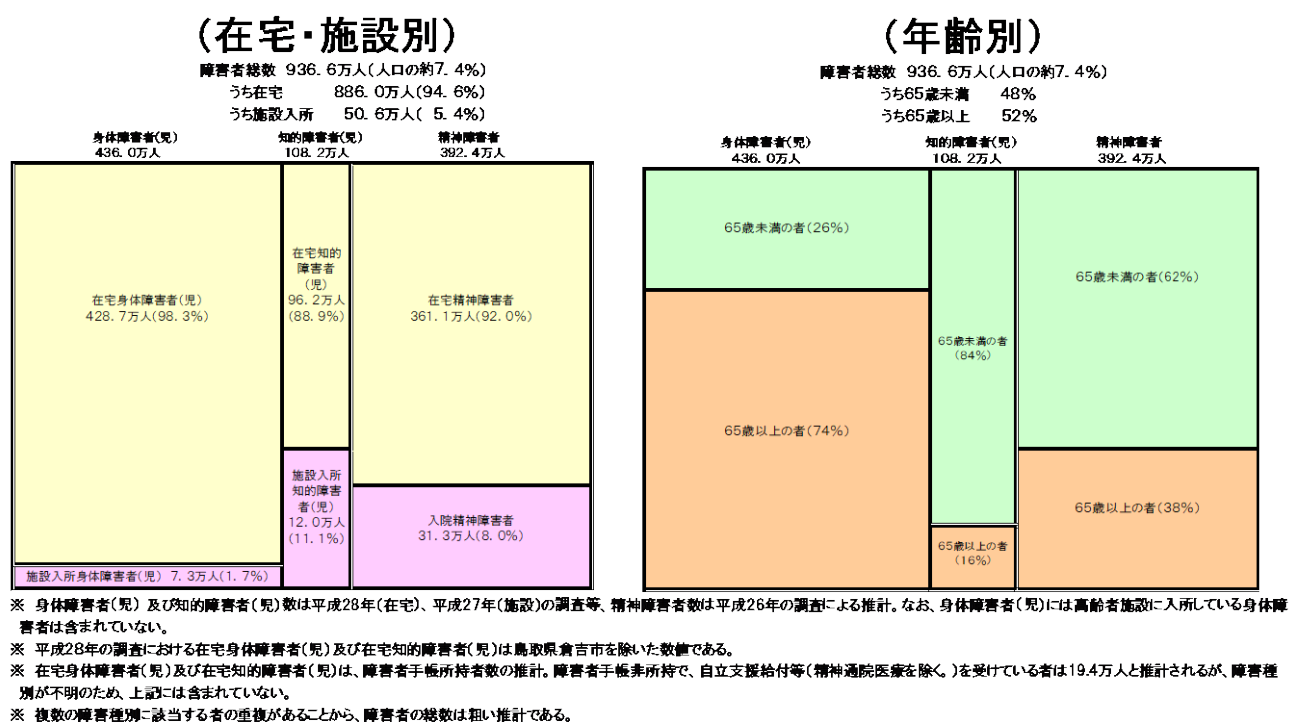 (在宅・施設別)
障害者総数 936.6万人(人口の約7.4%)
うち在宅 886.0万人(94.6%)
うち施設入所 50.6万人( 5.4%)
身体障害者(児)
436.0万人
知的障害者(児)
108.2万人
精神障害者
392.4万人
在宅身体障害者(児)
428.7万人(98.3%)
在宅知的
障害者
(児)
96.2万人
(88.9%)
在宅精神障害者
361.1万人(92.0%)
施設入所身体障害者(児) 7.3万人(1.7%)
施設入所
知的障害
者(児)
12.0万人
(11.1%)
入院精神障害者
31.3万人(8.0%)
(年齢別)
障害者総数 936.6万人(人口の約7.4%)
うち65歳未満 48%
うち65歳以上 52%
身体障害者(児)
436.0万人
知的障害者(児)
108.2万人
精神障害者
392.4万人
65歳未満の者(26%)
65歳以上の者(74%)
65歳未満の者
(84%)
65歳以上の者
(16%)
65歳未満の者(62%)
65歳以上の者(38%)
※ 身体障害者(児) 及び知的障害者(児)数は平成28年(在宅)、平成27年(施設)の調査等、精神障害者数は平成26年の調査による推計。なお、身体障害者(児)には高齢者施設に入所している身体障
害者は含まれていない。
※ 平成28年の調査における在宅身体障害者(児)及び在宅知的障害者(児)は鳥取県倉吉市を除いた数値である。
※ 在宅身体障害者(児)及び在宅知的障害者(児)は、障害者手帳所持者数の推計。障害者手帳非所持で、自立支援給付等(精神通院医療を除く。)を受けている者は19.4万人と推計されるが、障害種
別が不明のため、上記には含まれていない。
※ 複数の障害種別に該当する者の重複があることから、障害者の総数は粗い推計である。